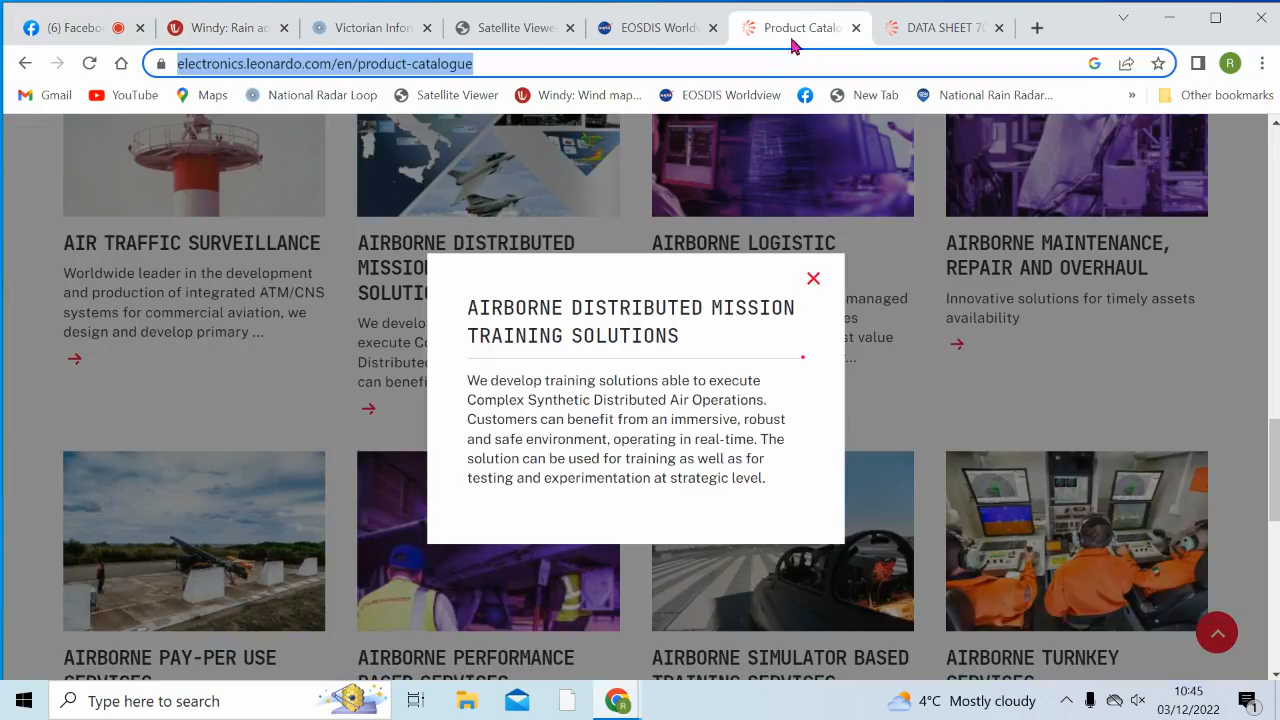 (6) Facebo
Windy: Rain ac
Victorian Infor
Satellite Viewe
EOSDIS Worldv
Product Catalo
DATA SHEET 70
electronics.leonardo.com/en/product-catalogue
R
Gmail
YouTube
Maps
National Radar Loop
Satellite Viewer
Windy: Wind map...
EOSDIS Worldview
New Tab
National Rain Radar...
»
Other bookmarks
AIR TRAFFIC SURVEILLANCE
Worldwide leader in the development
and production of integrated ATM/CNS
systems for commercial aviation, we
design and develop primary ...
AIRBORNE DISTRIBUTED
MISSION
SOLUTIO
We develo
execute Co
Distributed
can benefi
AIRBORNE LOGISTIC
managed
es
st value
...
AIRBORNE MAINTENANCE,
REPAIR AND OVERHAUL
Innovative solutions for timely assets
availability
AIRBORNE DISTRIBUTED MISSION
TRAINING SOLUTIONS
We develop training solutions able to execute
Complex Synthetic Distributed Air Operations.
Customers can benefit from an immersive, robust
and safe environment, operating in real-time. The
solution can be used for training as well as for
testing and experimentation at strategic level.
AIRBORNE PAY-PER USE
SERVICES
AIRBORNE PERFORMANCE
BASED SERVICES
AIRBORNE SIMULATOR BASED
TRAINING SERVICES
AIRBORNE TURNKEY
SERVICES
Type here to search
R
4°C Mostly cloudy
10:45
03/12/2022
1